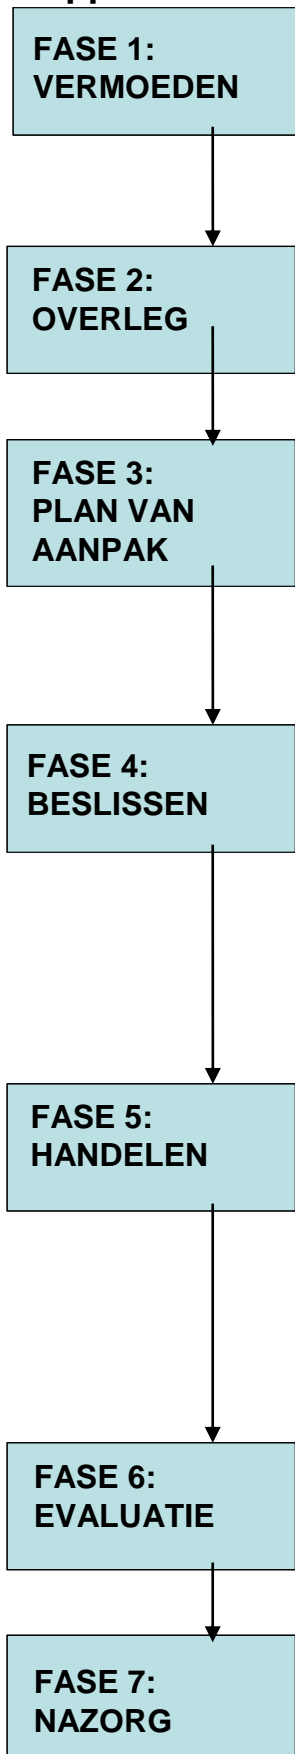 FASE 1:
VERMOEDEN
FASE 2:
OVERLEG
FASE 3:
PLAN VAN
AANPAK
FASE 4:
BESLISSEN
FASE 5:
HANDELEN
FASE 6:
EVALUATIE
FASE 7:
NAZORG